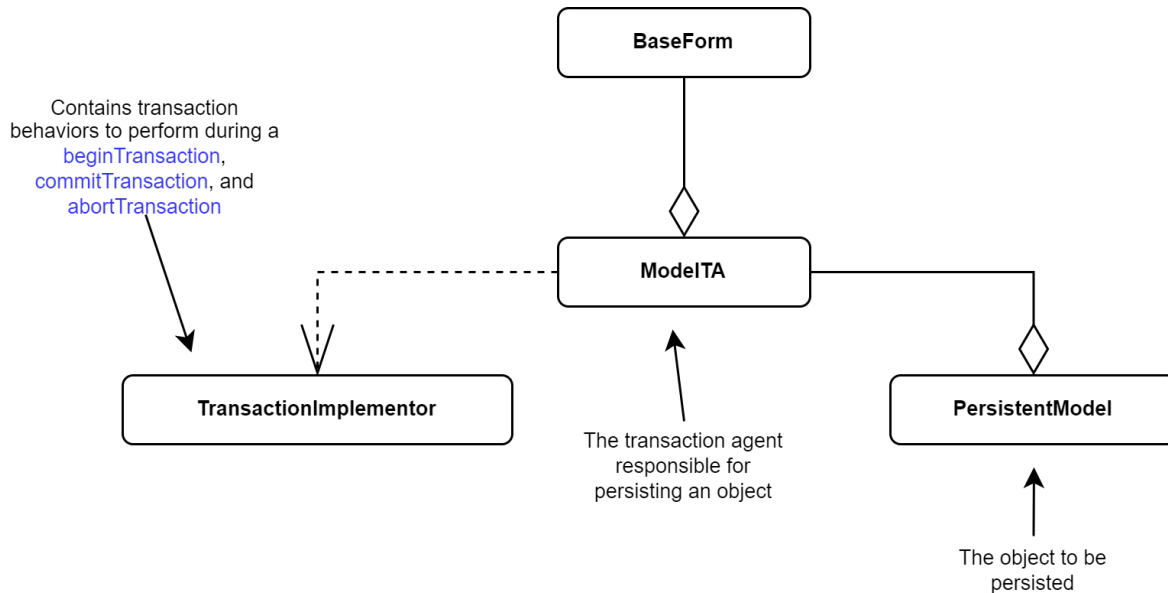 BaseForm
Contains transaction
behaviors to perform during a
beginTransaction,
commitTransaction, and
abortTransaction
ModelTA
TransactionImplementor
PersistentModel
The transaction agent
responsible for
persisting an object
The object to be
persisted